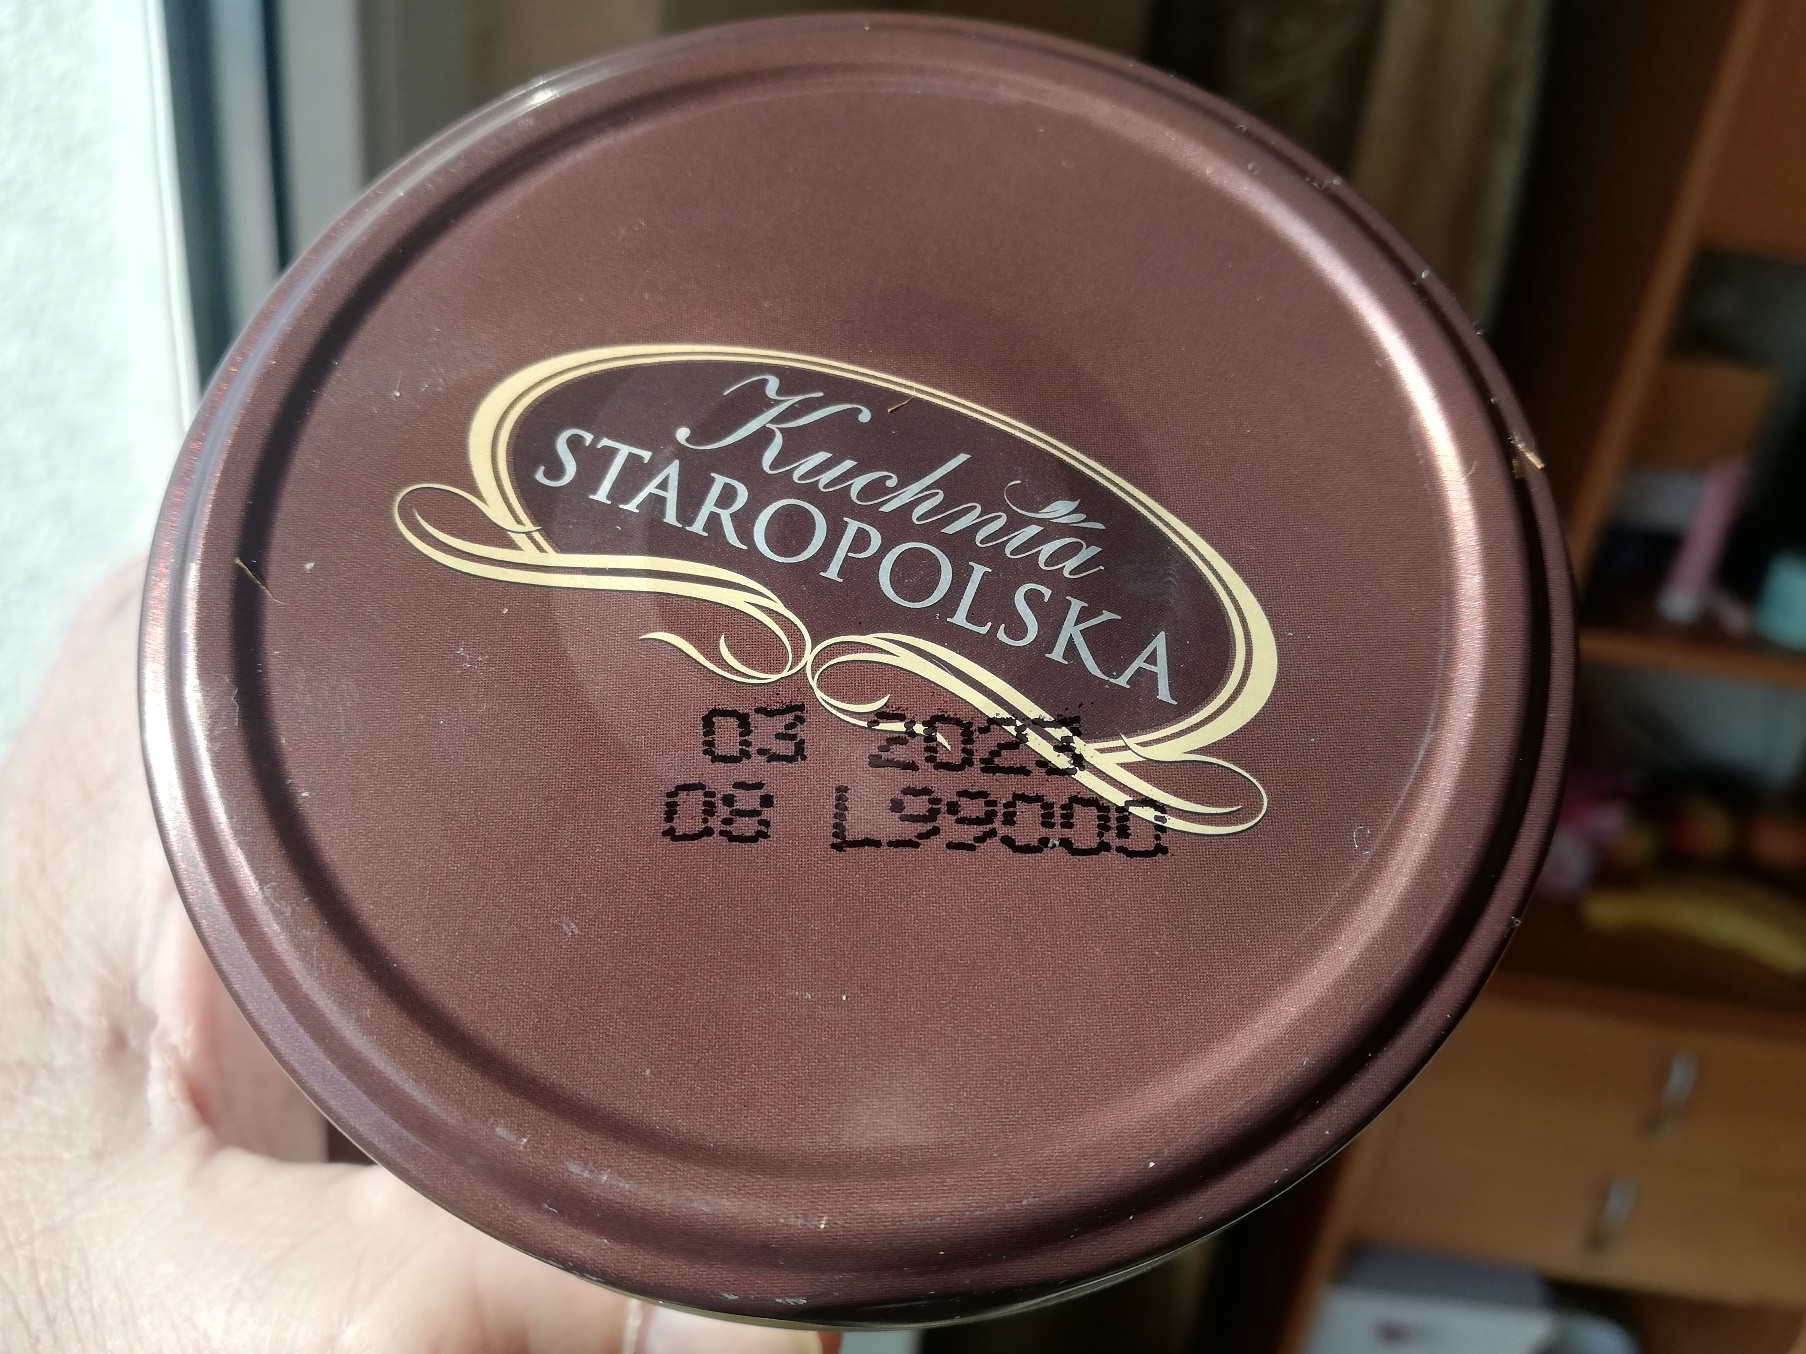 Kuchnia
STAROPOLSKA
03 2023
08 L99000